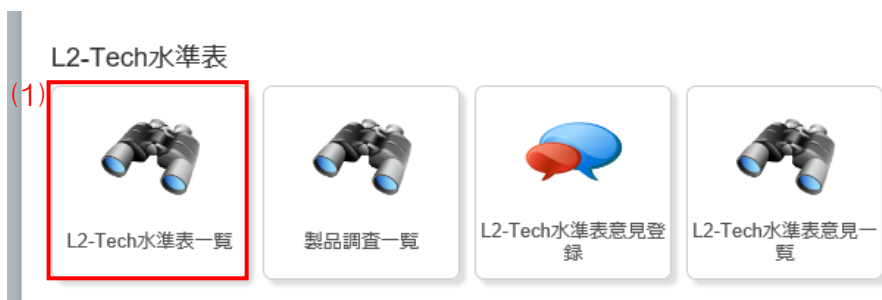 L2-Tech水準表
(1)
L2-Tech水準表一覧
製品調査一覧
L2-Tech水準表意見登
録
L2-Tech水準表意見一
覧